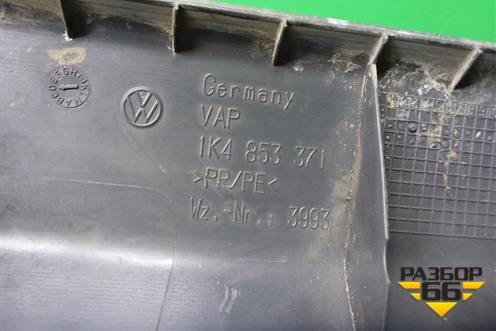 Germany
VAP
1K4 853 371
>PP/PE<
Wz.-Nr.: 3993
РАЗБОР
66